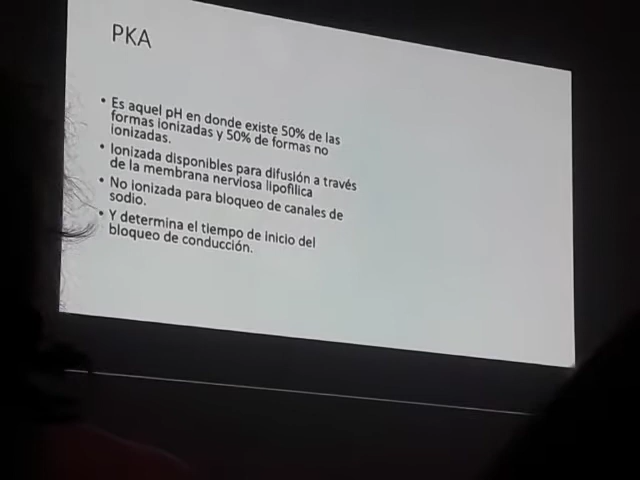 PKA
• Es aquel pH en donde existe 50% de las
formas ionizadas y 50% de formas no
ionizadas.
• Ionizada disponibles para difusión a través
de la membrana nerviosa lipofílica
• No ionizada para bloqueo de canales de
sodio.
• Y determina el tiempo de inicio del
bloqueo de conducción.